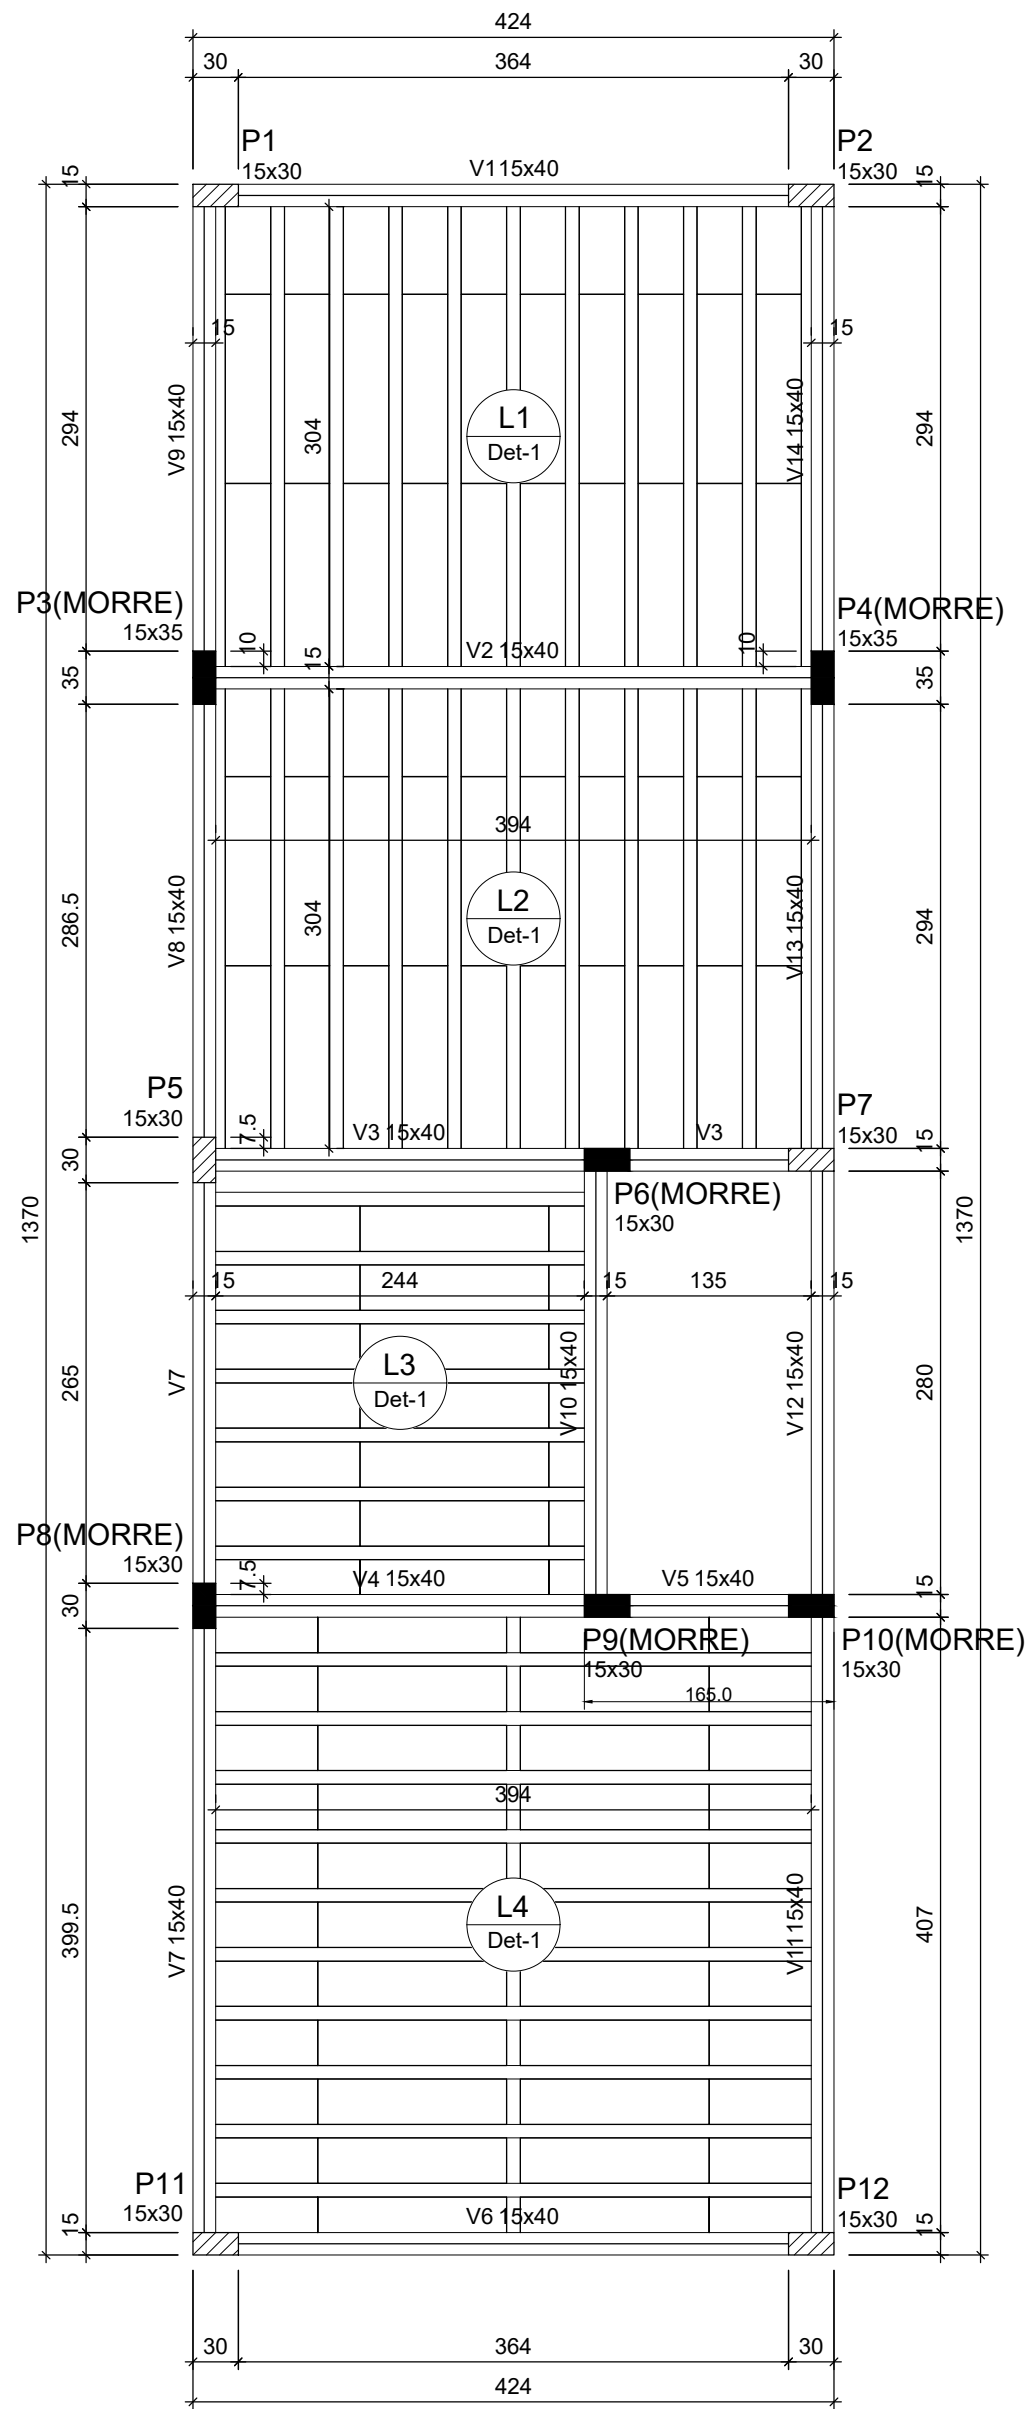 424
30 364 30
P1
15x30
V115x40
P2
15x30
15
15
15
15
294
V9 15x40
304
L1
Det-1
V14 15x40
294
P3(MORRE)
15x35
P4(MORRE)
15x35
10
15
V2 15x40
10
35
35
394
286.5
V8 15x40
304
L2
Det-1
V13 15x40
294
P5
15x30
P7
15x30
7.5
V3 15x40
V3
15
30
P6(MORRE)
15x30
1370
1370
15 244 15 135 15
265
V7
L3
Det-1
V10 15x40
V12 15x40
280
P8(MORRE)
15x30
7.5
V4 15x40
V5 15x40
15
30
P9(MORRE)
15x30
P10(MORRE)
15x30
165.0
394
399.5
V7 15x40
L4
Det-1
V11 15x40
407
P11
15x30
P12
15x30
15
V6 15x40
15
30 364 30
424